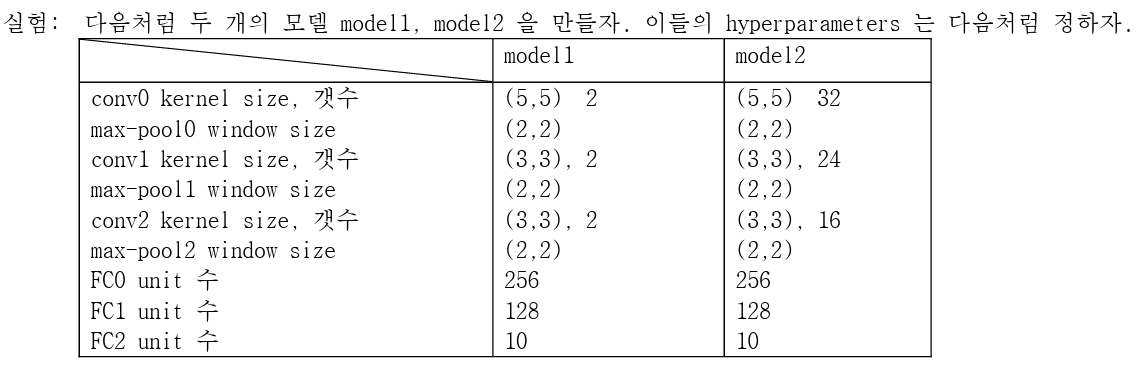 실험: 다음처럼 두 개의 모델 model1, model2 을 만들자. 이들의 hyperparameters 는 다음처럼 정하자.
model1 model2
conv0 kernel size, 갯수 (5,5) 2 (5,5) 32
max-pool0 window size (2,2) (2,2)
conv1 kernel size, 갯수 (3,3), 2 (3,3), 24
max-pool1 window size (2,2) (2,2)
conv2 kernel size, 갯수 (3,3), 2 (3,3), 16
max-pool2 window size (2,2) (2,2)
FC0 unit 수 256 256
FC1 unit 수 128 128
FC2 unit 수 10 10